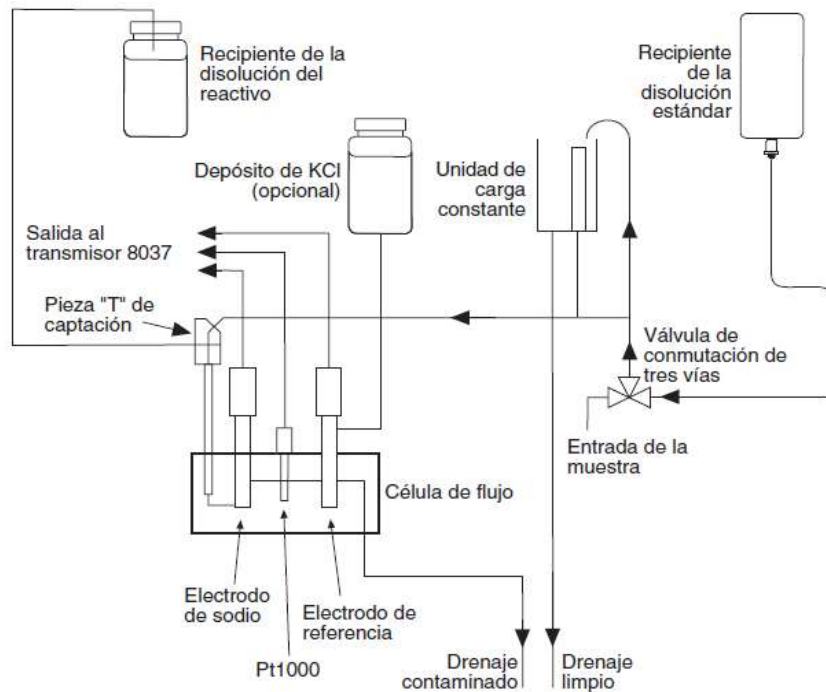 Recipiente de la
disolución del
reactivo
Recipiente
de la
disolución
estándar
Depósito de KCl
(opcional)
Unidad de
carga
constante
Salida al
transmisor 8037
Pieza "T" de
captación
Válvula de
conmutación de
tres vías
Entrada de la
muestra
Célula de flujo
Electrodo
de sodio
Electrodo de
referencia
Pt1000
Drenaje
contaminado
Drenaje
limpio